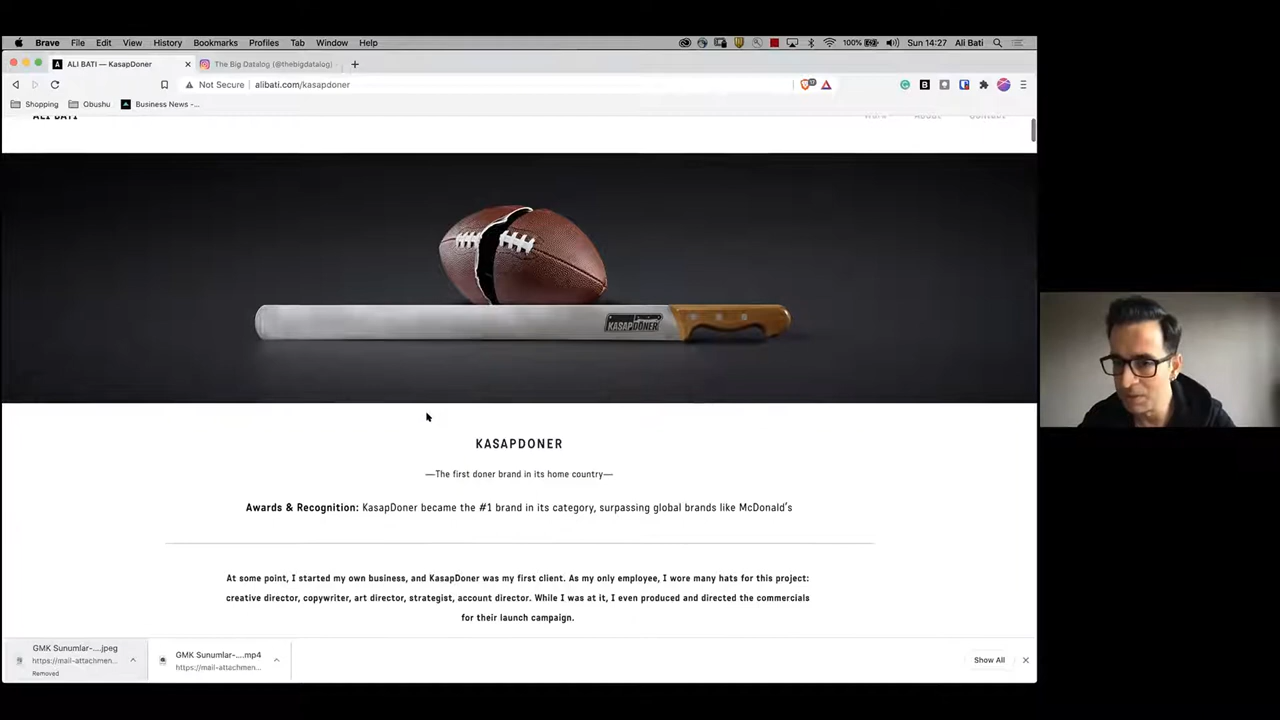 Brave File Edit View History Bookmarks Profiles Tab Window Help 100% Sun 14:27 Ali Bati
ALI BATI — KasapDoner The Big Datalog (@thebigdatalog)
Not Secure alibati.com/kasapdoner
Shopping Obushu Business News -...
ALI BATI Work About Contact
KASAPDONER
KASAPDONER
—The first doner brand in its home country—
Awards & Recognition: KasapDoner became the #1 brand in its category, surpassing global brands like McDonald's
At some point, I started my own business, and KasapDoner was my first client. As my only employee, I wore many hats for this project:
creative director, copywriter, art director, strategist, account director. While I was at it, I even produced and directed the commercials
for their launch campaign.
GMK Sunumlar-....jpeg
https://mail-attachmen...
Removed
GMK Sunumlar-....mp4
https://mail-attachmen...
Show All